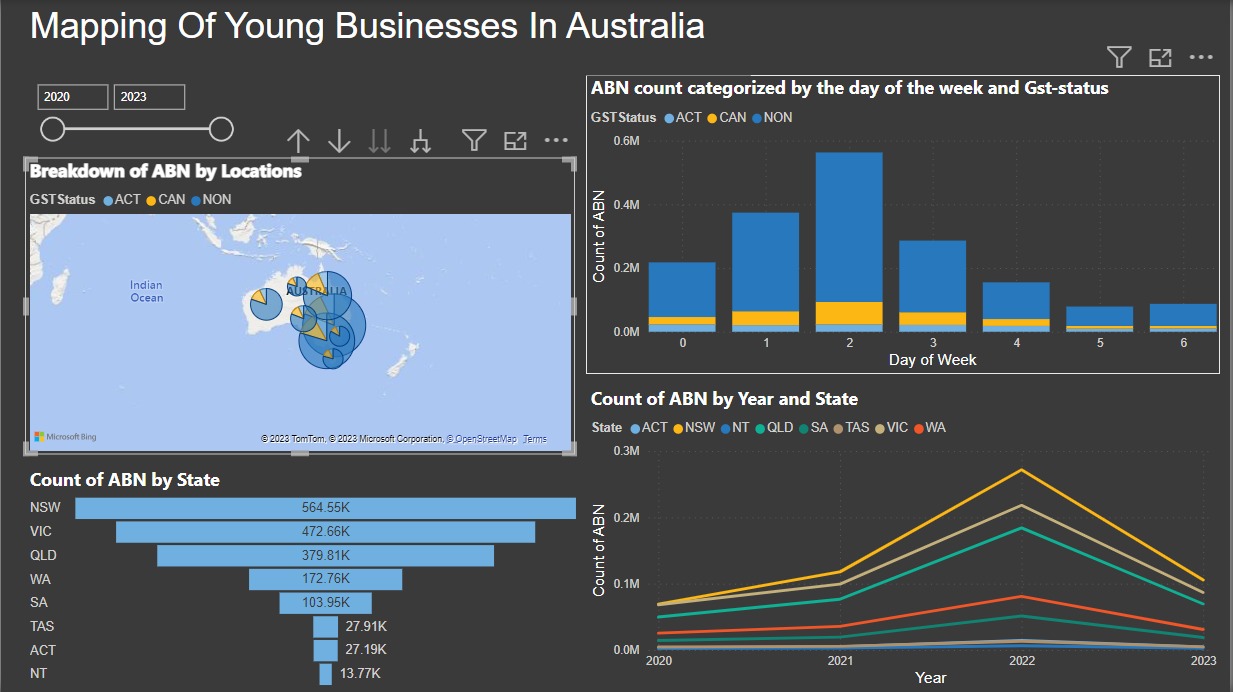 Mapping Of Young Businesses In Australia
2020 2023
Breakdown of ABN by Locations
GSTStatus ACT CAN NON
Indian
Ocean
AUSTRALIA
Microsoft Bing
© 2023 TomTom, © 2023 Microsoft Corporation, © OpenStreetMap Terms
Count of ABN by State
NSW 564.55K
VIC 472.66K
QLD 379.81K
WA 172.76K
SA 103.95K
TAS 27.91K
ACT 27.19K
NT 13.77K
ABN count categorized by the day of the week and Gst-status
GSTStatus ACT CAN NON
Count of ABN
0.6M
0.4M
0.2M
0.0M
0 1 2 3 4 5 6
Day of Week
Count of ABN by Year and State
State ACT NSW NT QLD SA TAS VIC WA
Count of ABN
0.3M
0.2M
0.1M
0.0M
2020 2021 2022 2023
Year